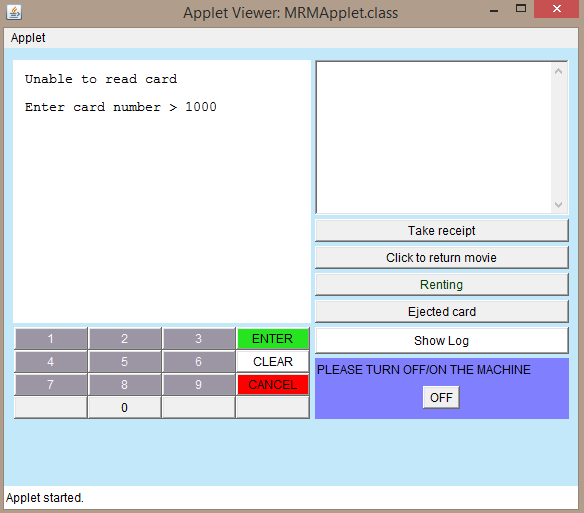 Applet Viewer: MRMApplet.class
Applet
Unable to read card
Enter card number > 1000
Take receipt
Click to return movie
Renting
Ejected card
Show Log
1 2 3 ENTER
4 5 6 CLEAR
7 8 9 CANCEL
0
PLEASE TURN OFF/ON THE MACHINE
OFF
Applet started.